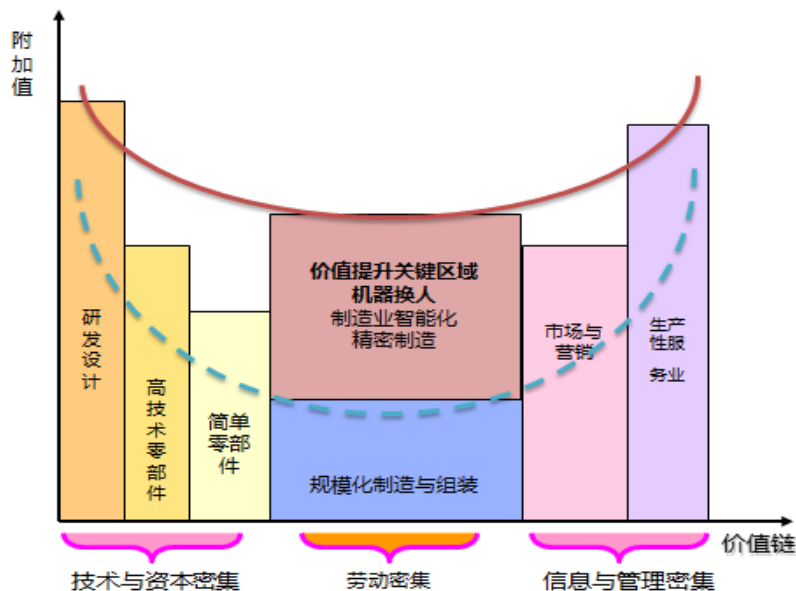 附
加
值
研
发
设
计
高
技
术
零
部
件
简单
零部
件
价值提升关键区域
机器换人
制造业智能化
精密制造
规模化制造与组装
市场与
营销
生产
性服
务业
价值链
技术与资本密集
劳动密集
信息与管理密集